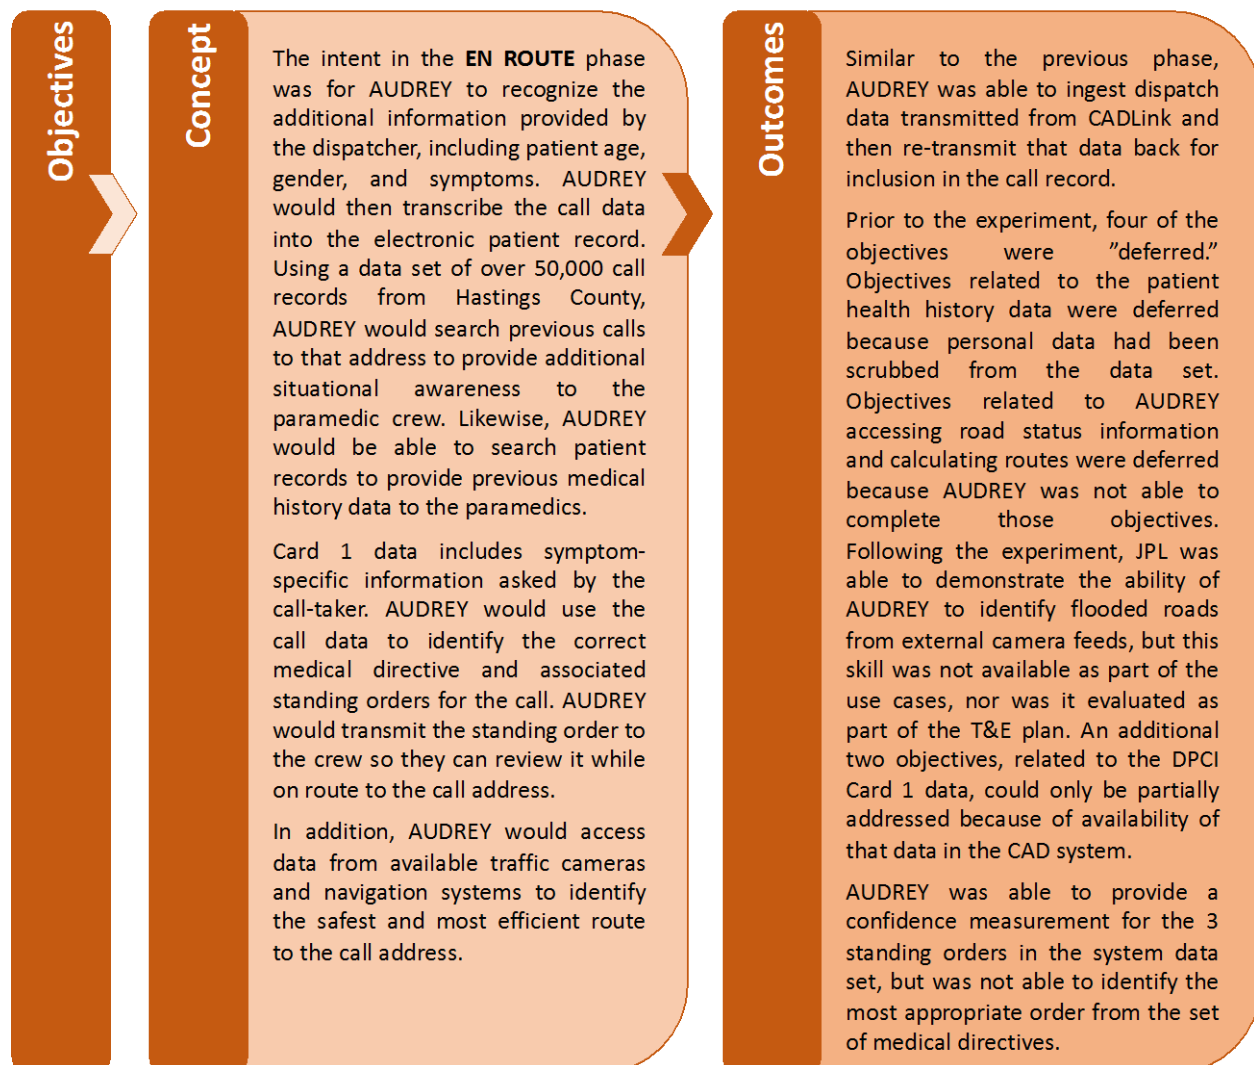 Objectives
Concept
The intent in the EN ROUTE phase
was for AUDREY to recognize the
additional information provided by
the dispatcher, including patient age,
gender, and symptoms. AUDREY
would then transcribe the call data
into the electronic patient record.
Using a data set of over 50,000 call
records from Hastings County,
AUDREY would search previous calls
to that address to provide additional
situational awareness to the
paramedic crew. Likewise, AUDREY
would be able to search patient
records to provide previous medical
history data to the paramedics.
Card 1 data includes symptom-
specific information asked by the
call-taker. AUDREY would use the
call data to identify the correct
medical directive and associated
standing orders for the call. AUDREY
would transmit the standing order to
the crew so they can review it while
on route to the call address.
In addition, AUDREY would access
data from available traffic cameras
and navigation systems to identify
the safest and most efficient route
to the call address.
Outcomes
Similar to the previous phase,
AUDREY was able to ingest dispatch
data transmitted from CADLink and
then re-transmit that data back for
inclusion in the call record.
Prior to the experiment, four of the
objectives were ”deferred.”
Objectives related to the patient
health history data were deferred
because personal data had been
scrubbed from the data set.
Objectives related to AUDREY
accessing road status information
and calculating routes were deferred
because AUDREY was not able to
complete those objectives.
Following the experiment, JPL was
able to demonstrate the ability of
AUDREY to identify flooded roads
from external camera feeds, but this
skill was not available as part of the
use cases, nor was it evaluated as
part of the T&E plan. An additional
two objectives, related to the DPCI
Card 1 data, could only be partially
addressed because of availability of
that data in the CAD system.
AUDREY was able to provide a
confidence measurement for the 3
standing orders in the system data
set, but was not able to identify the
most appropriate order from the set
of medical directives.